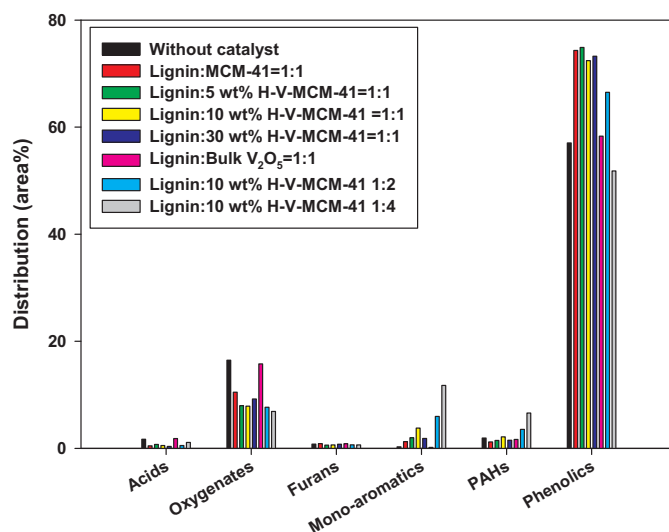 80
60
40
20
0
Distribution (area%)
Without catalyst
Lignin:MCM-41=1:1
Lignin:5 wt% H-V-MCM-41=1:1
Lignin:10 wt% H-V-MCM-41 =1:1
Lignin:30 wt% H-V-MCM-41=1:1
Lignin:Bulk V₂O₅=1:1
Lignin:10 wt% H-V-MCM-41 1:2
Lignin:10 wt% H-V-MCM-41 1:4
Acids
Oxygenates
Furans
Mono-aromatics
PAHs
Phenolics